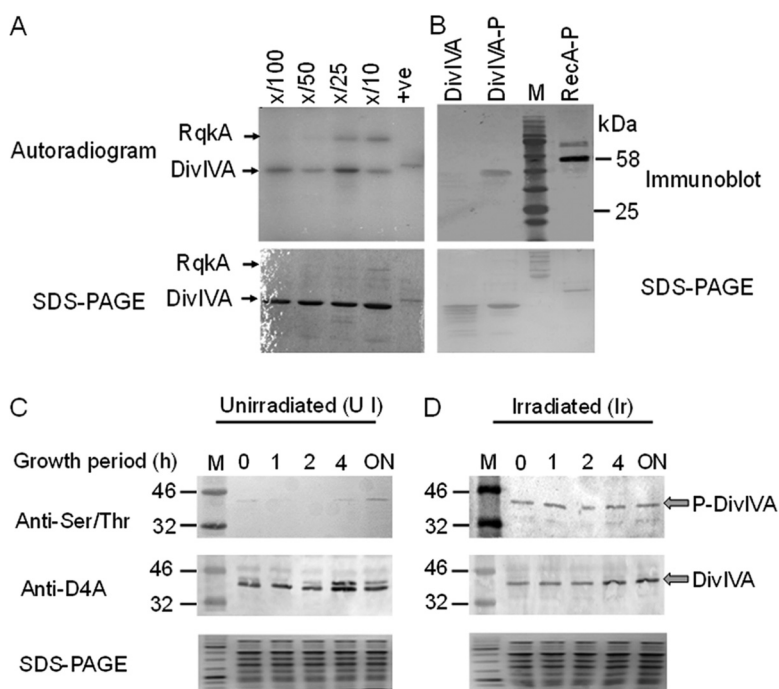 A
x/100 x/50 x/25 x/10 +ve
Autoradiogram
RqkA
DivIVA
SDS-PAGE
RqkA
DivIVA
B
DivIVA DivIVA-P M RecA-P
kDa
58
25
Immunoblot
SDS-PAGE
C
Unirradiated (U I)
Growth period (h) M 0 1 2 4 ON
Anti-Ser/Thr
46
32
Anti-D4A
46
32
SDS-PAGE
D
Irradiated (Ir)
M 0 1 2 4 ON
46
32
P-DivIVA
46
32
DivIVA